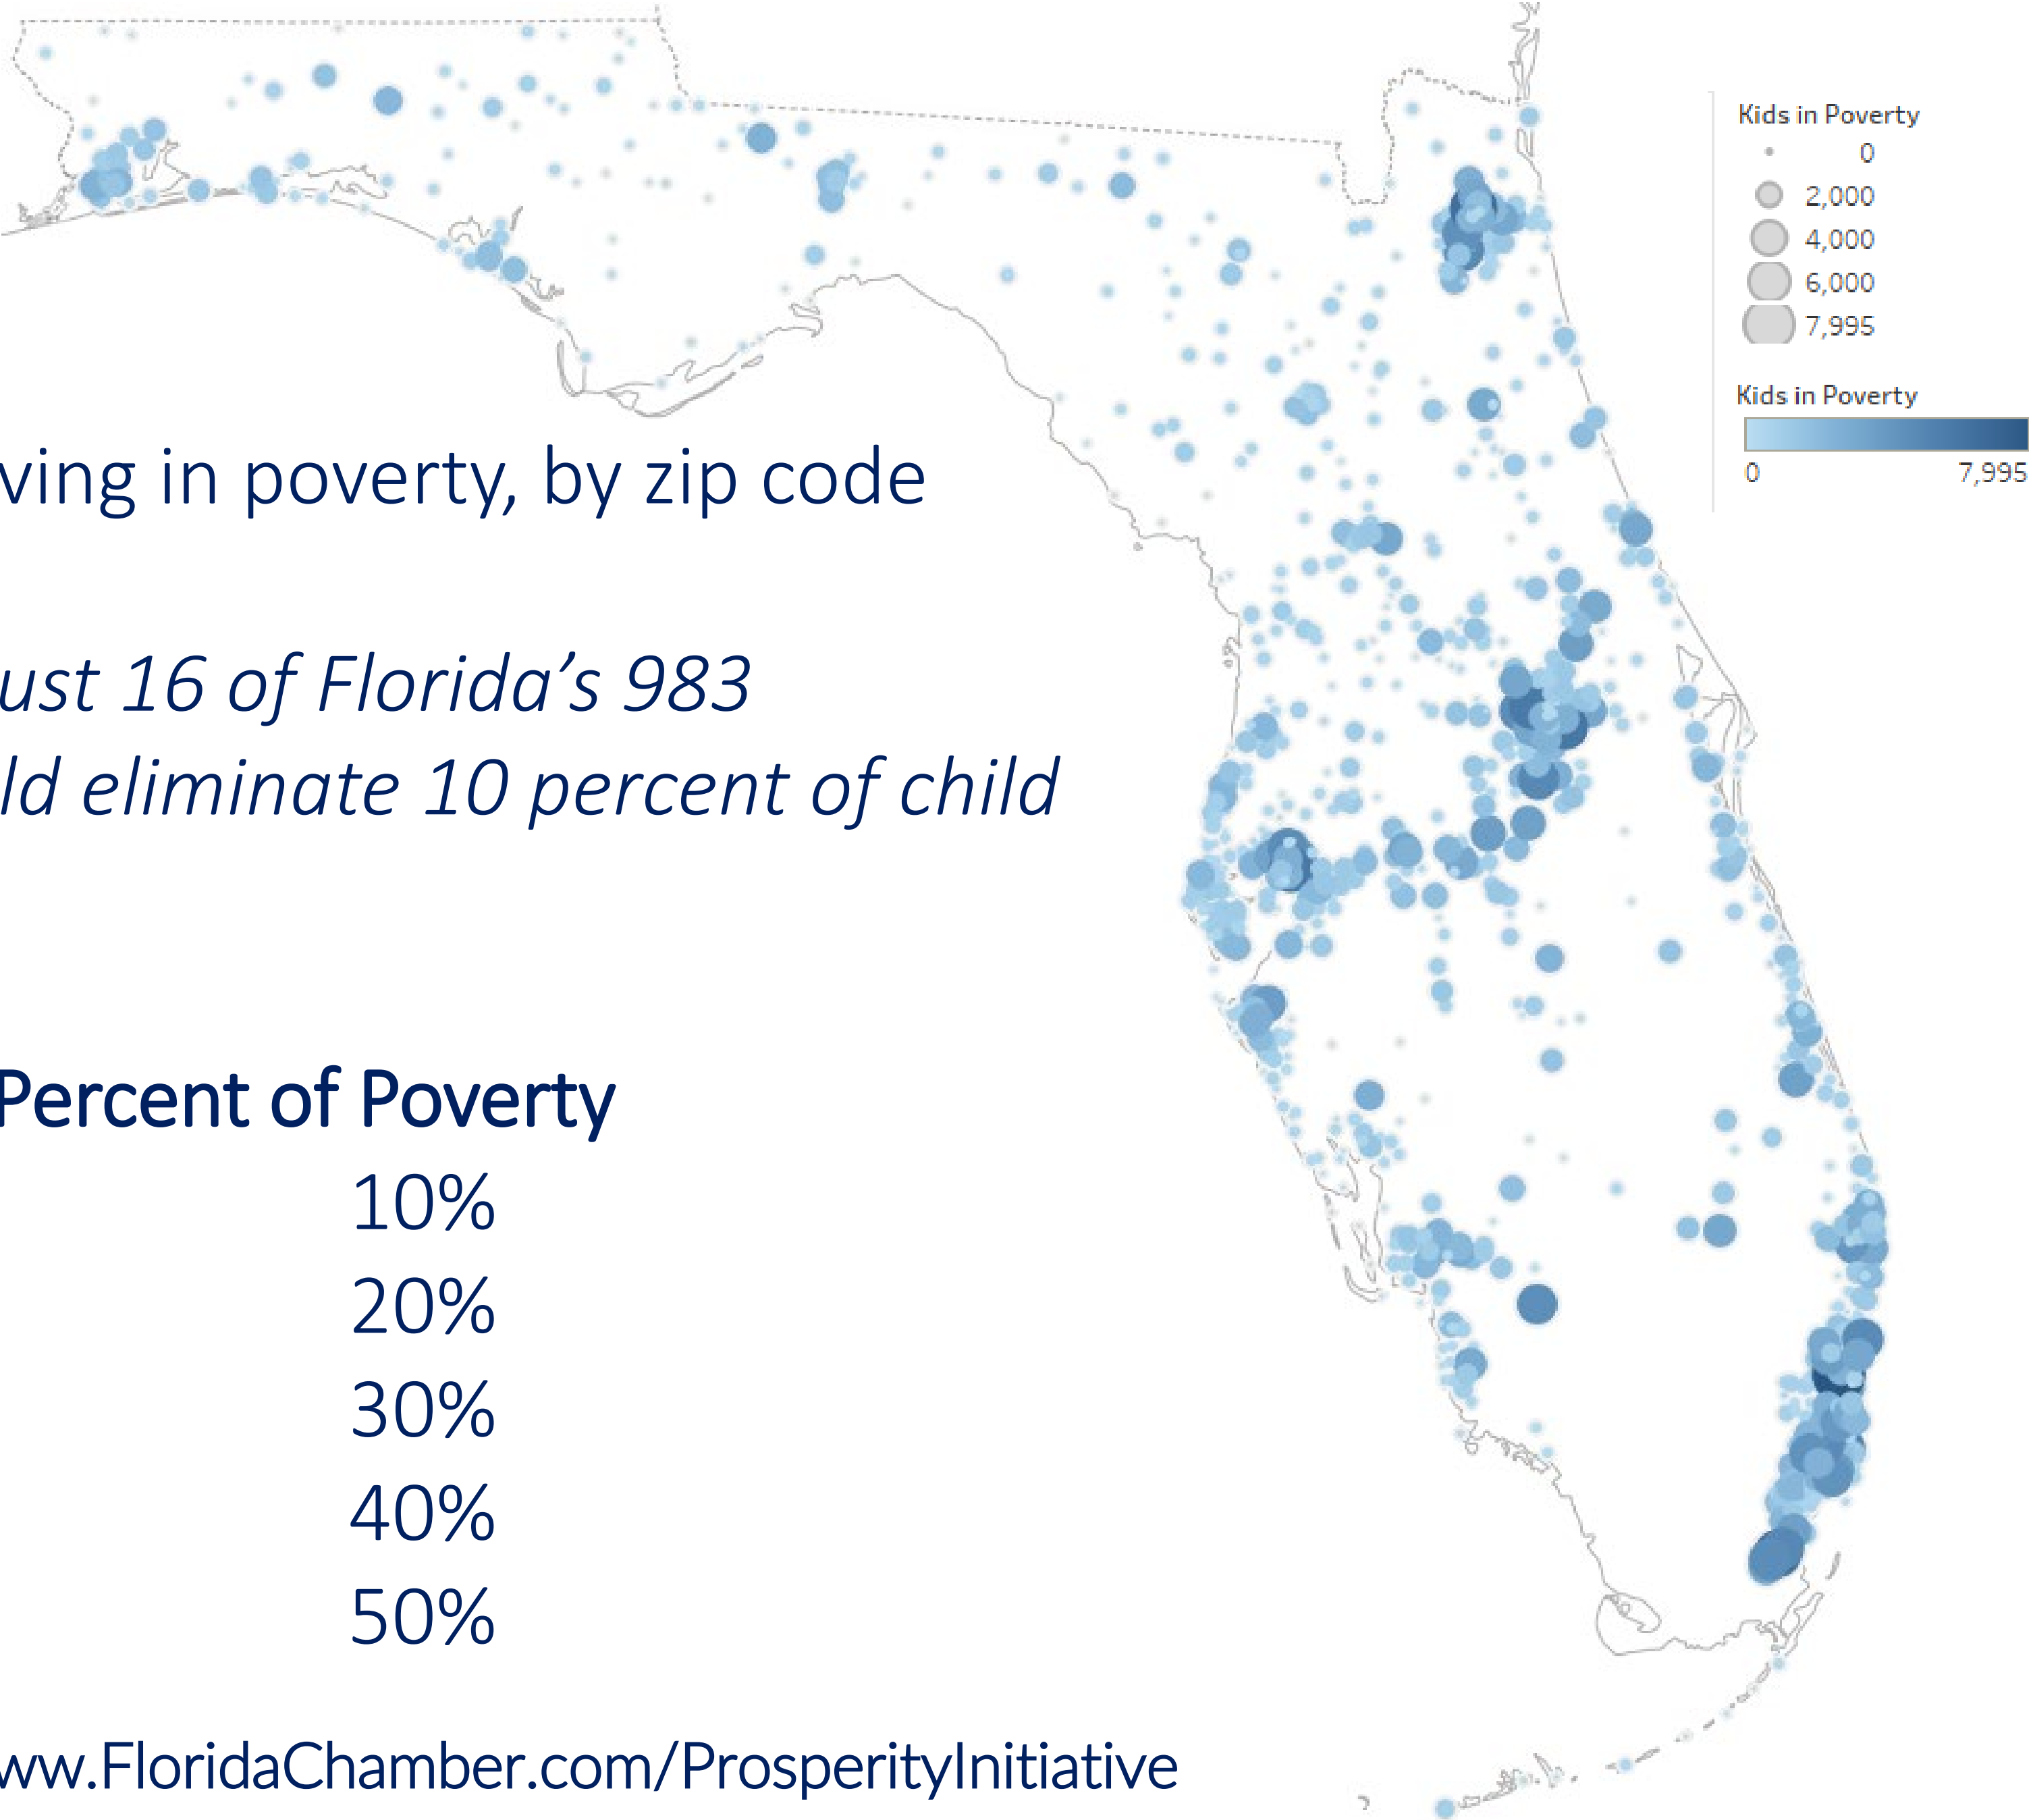 Kids in Poverty
0
2,000
4,000
6,000
7,995
Kids in Poverty
0 7,995
ving in poverty, by zip code
ust 16 of Florida’s 983
ld eliminate 10 percent of child
Percent of Poverty
10%
20%
30%
40%
50%
ww.FloridaChamber.com/ProsperityInitiative